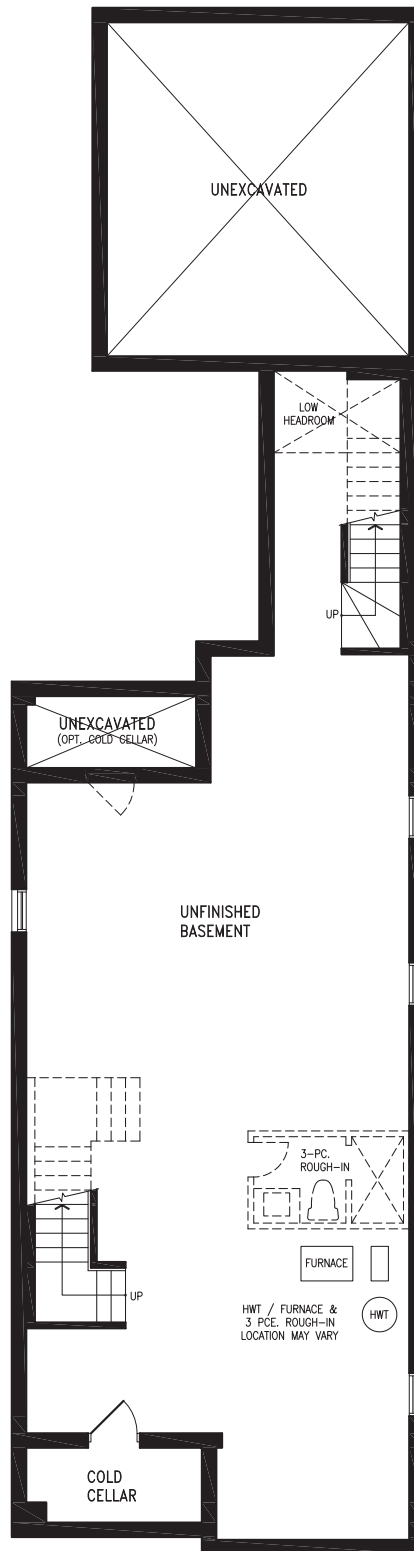 UNEXCAVATED
LOW
HEADROOM
UP
UNEXCAVATED
(OPT. COLD CELLAR)
UNFINISHED
BASEMENT
3-PC.
ROUGH-IN
FURNACE
UP
HWT / FURNACE &
3 PCE. ROUGH-IN
LOCATION MAY VARY
HWT
COLD
CELLAR